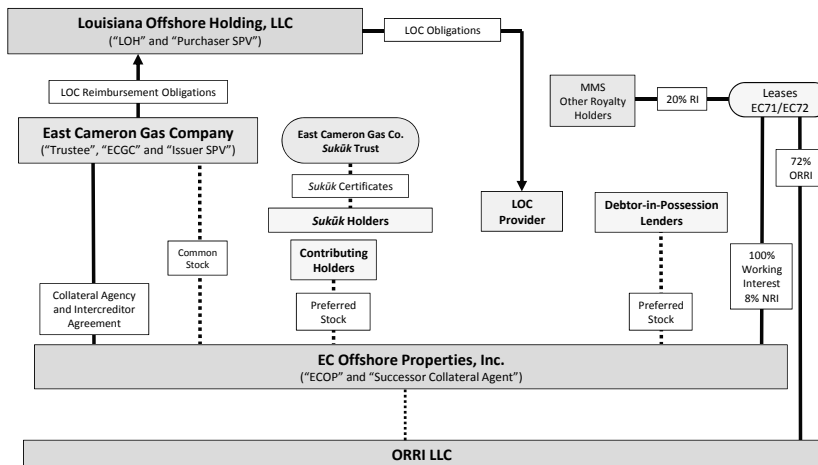 Louisiana Offshore Holding, LLC
(“LOH” and “Purchaser SPV”)
LOC Obligations
LOC Reimbursement Obligations
MMS
Other Royalty
Holders
20% RI
Leases
EC71/EC72
East Cameron Gas Company
(“Trustee”, “ECGC” and “Issuer SPV”)
East Cameron Gas Co.
Sukūk Trust
72%
ORRI
Sukūk Certificates
Sukūk Holders
LOC
Provider
Debtor-in-Possession
Lenders
Common
Stock
Contributing
Holders
100%
Working
Interest
8% NRI
Collateral Agency
and Intercreditor
Agreement
Preferred
Stock
Preferred
Stock
EC Offshore Properties, Inc.
(“ECOP” and “Successor Collateral Agent”)
ORRI LLC